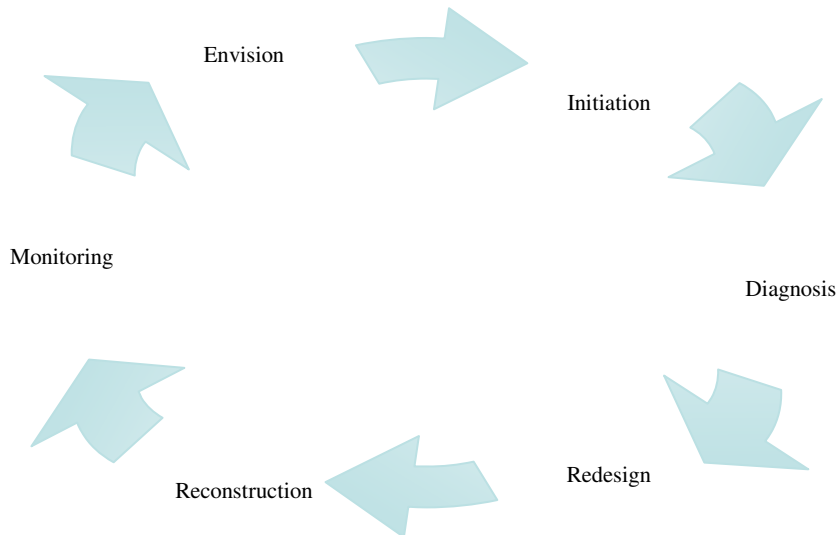 Envision
Initiation
Diagnosis
Redesign
Reconstruction
Monitoring